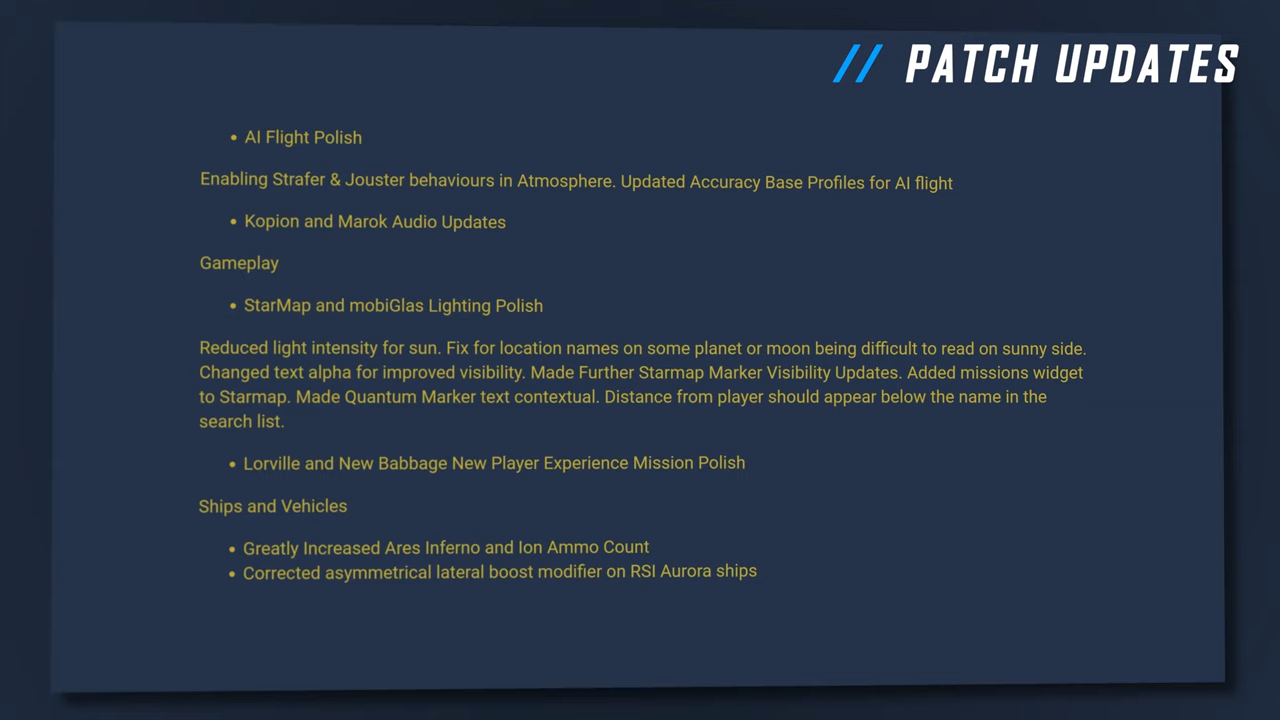 // PATCH UPDATES
• AI Flight Polish
Enabling Strafer & Jouster behaviours in Atmosphere. Updated Accuracy Base Profiles for AI flight
• Kopion and Marok Audio Updates
Gameplay
• StarMap and mobiGlas Lighting Polish
Reduced light intensity for sun. Fix for location names on some planet or moon being difficult to read on sunny side.
Changed text alpha for improved visibility. Made Further Starmap Marker Visibility Updates. Added missions widget
to Starmap. Made Quantum Marker text contextual. Distance from player should appear below the name in the
search list.
• Lorville and New Babbage New Player Experience Mission Polish
Ships and Vehicles
• Greatly Increased Ares Inferno and Ion Ammo Count
• Corrected asymmetrical lateral boost modifier on RSI Aurora ships